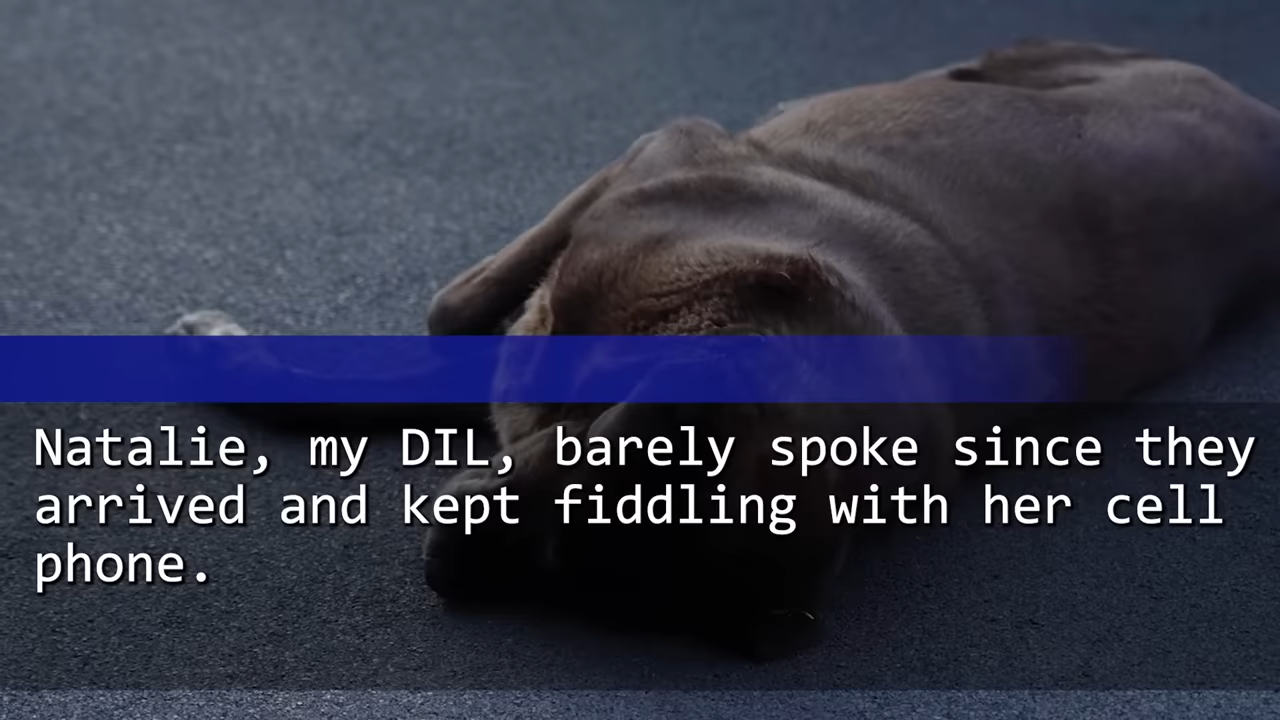 Natalie, my DIL, barely spoke since they
arrived and kept fiddling with her cell
phone.